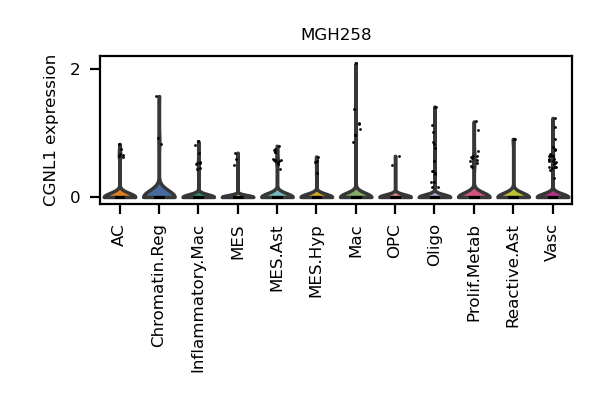 MGH258
CGNL1 expression
2
0
AC
Chromatin.Reg
Inflammatory.Mac
MES
MES.Ast
MES.Hyp
Mac
OPC
Oligo
Prolif.Metab
Reactive.Ast
Vasc